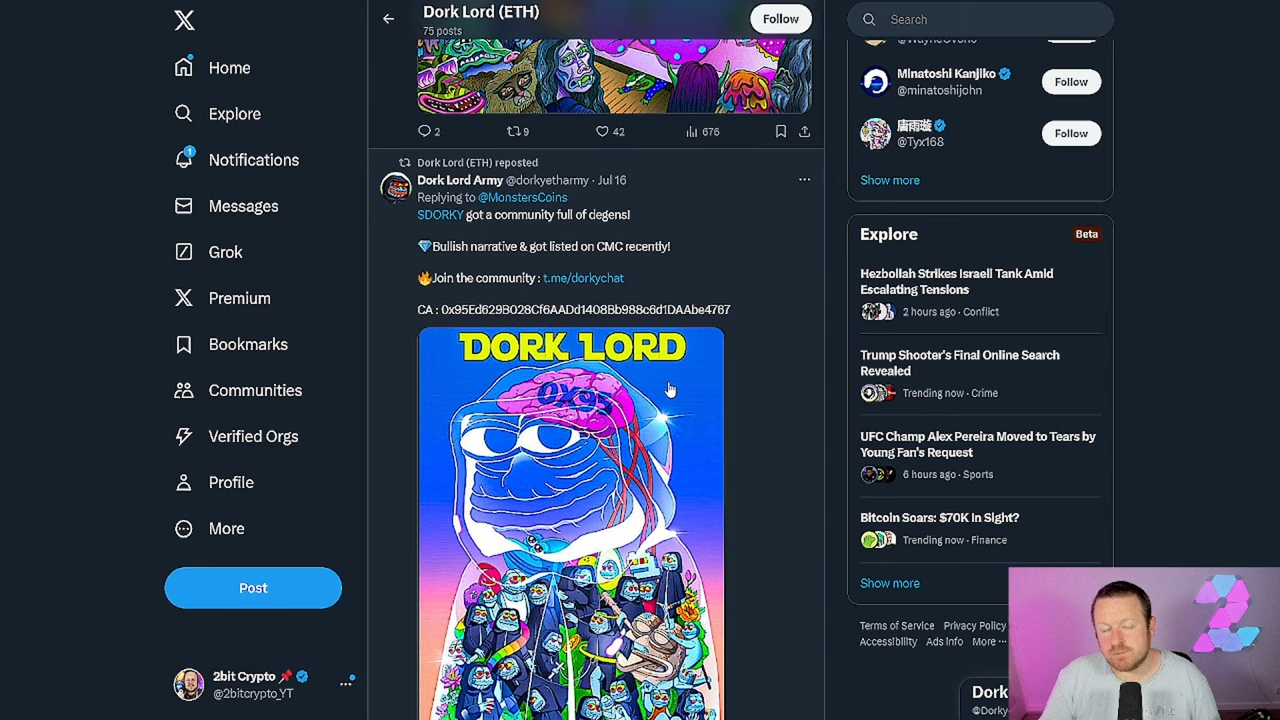 Home
Explore
Notifications
1
Messages
Grok
Premium
Bookmarks
Communities
Verified Orgs
Profile
More
Post
2bit Crypto
@2bitcrypto_YT
Dork Lord (ETH)
75 posts
Follow
2
9
42
676
Dork Lord (ETH) reposted
Dork Lord Army @dorkyetharmy · Jul 16
Replying to @MonstersCoins
$DORKY got a community full of degens!
💎Bullish narrative & got listed on CMC recently!
🔥Join the community : t.me/dorkychat
CA : 0x95Ed629B028Cf6AADd1408Bb988c6d1DAAbe4767
DORK LORD
0X95
Search
Minatoshi Kanjiko
@minatoshijohn
Follow
唐雨璇
@Tyx168
Follow
Show more
Explore
Beta
Hezbollah Strikes Israeli Tank Amid
Escalating Tensions
2 hours ago · Conflict
Trump Shooter's Final Online Search
Revealed
Trending now · Crime
UFC Champ Alex Pereira Moved to Tears by
Young Fan's Request
6 hours ago · Sports
Bitcoin Soars: $70K In Sight?
Trending now · Finance
Show more
Terms of Service Privacy Policy
Accessibility Ads Info More ···
Dork
2